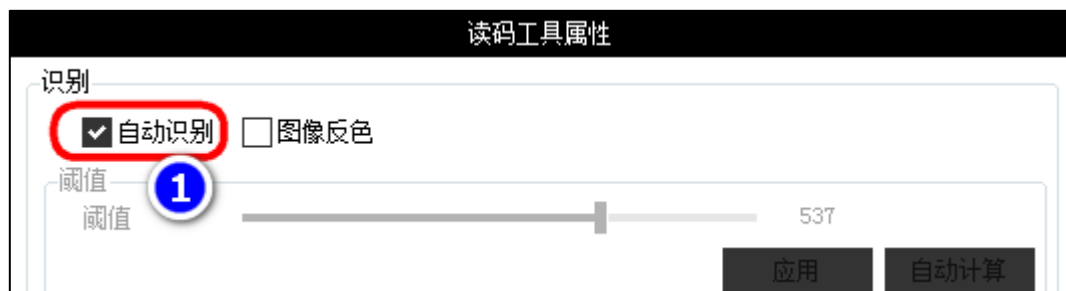 读码工具属性
识别
自动识别 图像反色
1
阈值
阈值 537
应用 自动计算